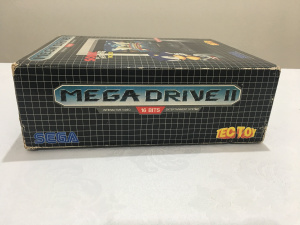 MEGA DRIVE II
16 BITS
SEGA
TEC TOY